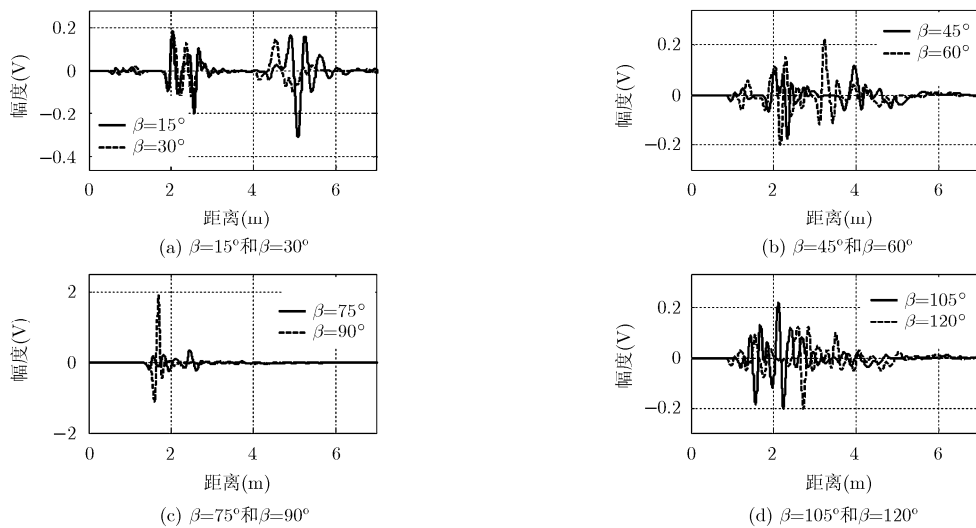 0.2
0
−0.2
−0.4
幅度(V)
β=15°
β=30°
0 2 4 6
距离(m)
(a) β=15°和β=30°
0.2
0
−0.2
幅度(V)
β=45°
β=60°
0 2 4 6
距离(m)
(b) β=45°和β=60°
2
0
−2
幅度(V)
β=75°
β=90°
0 2 4 6
距离(m)
(c) β=75°和β=90°
0.2
0
−0.2
幅度(V)
β=105°
β=120°
0 2 4 6
距离(m)
(d) β=105°和β=120°